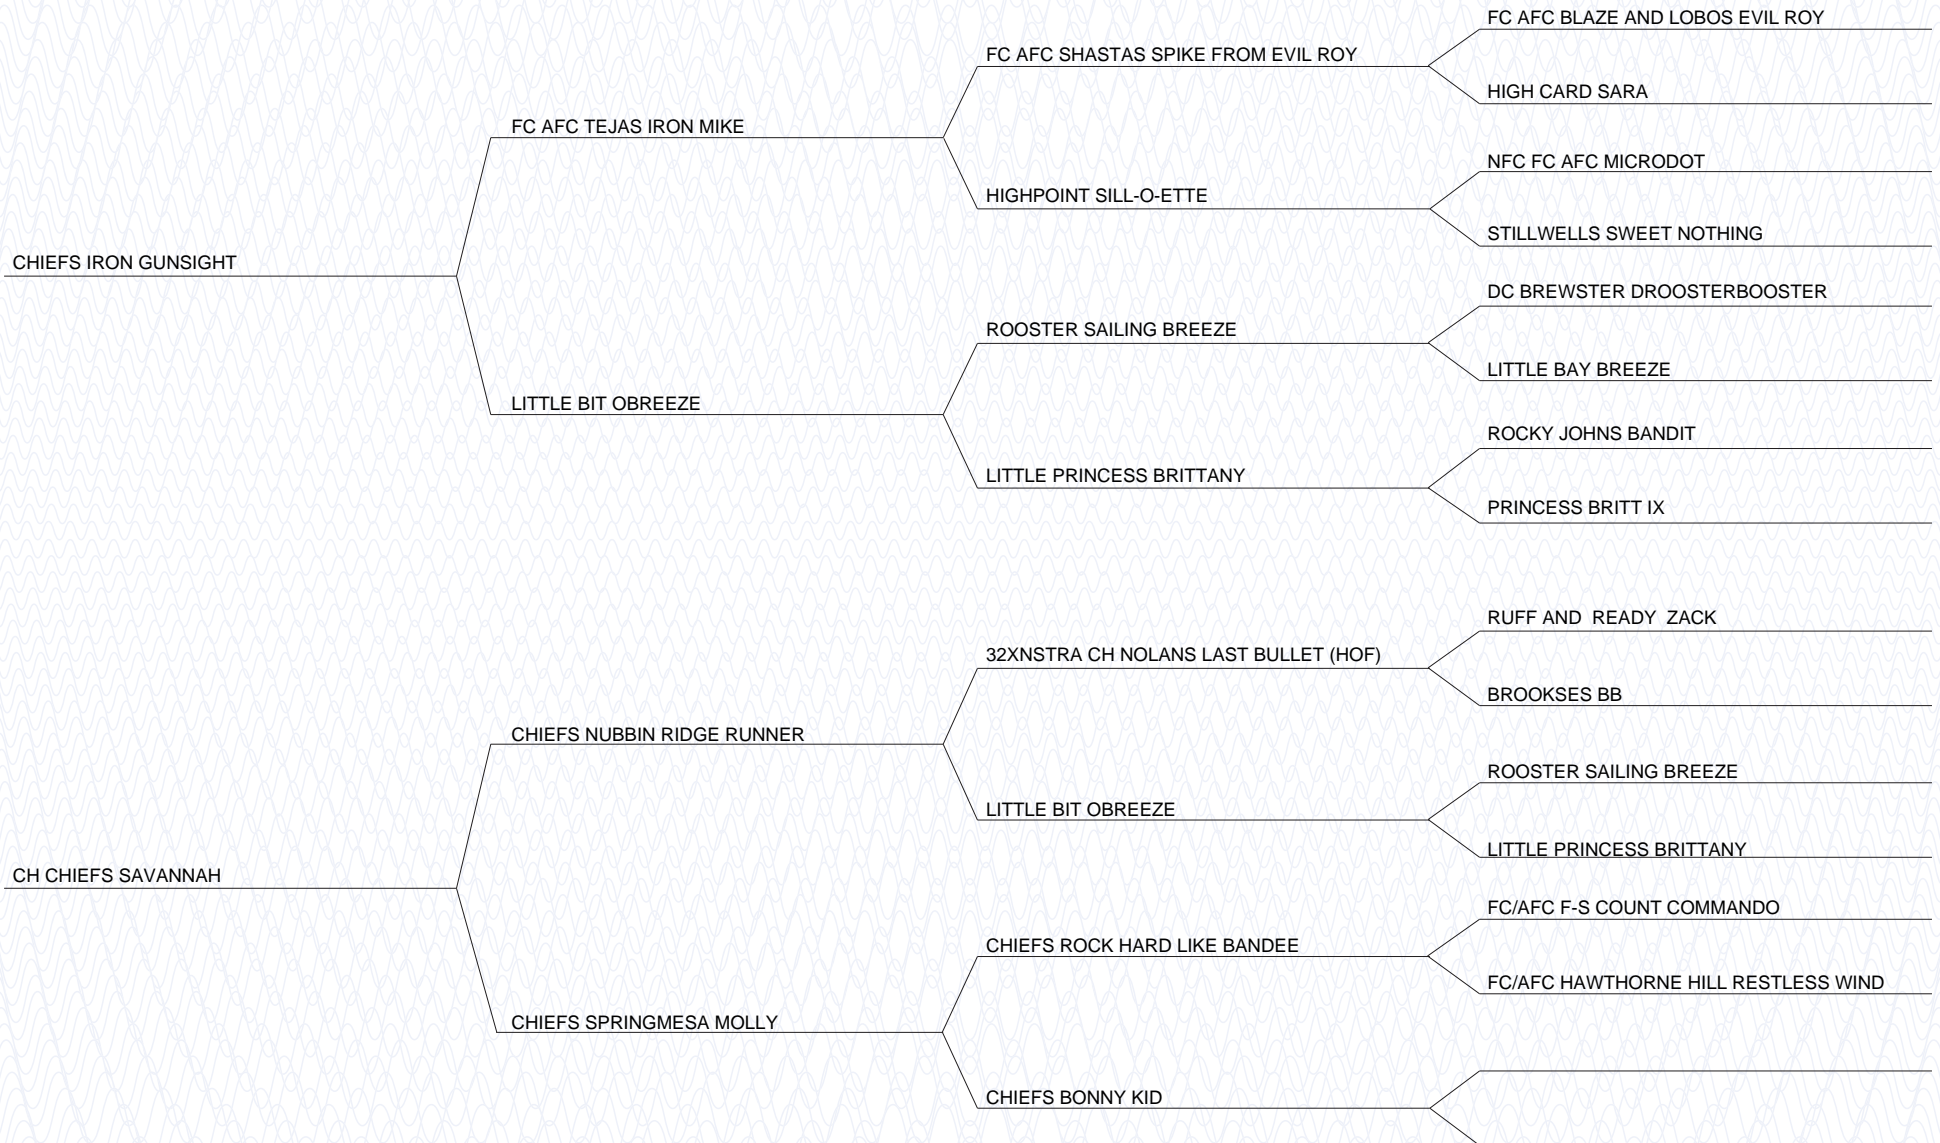 FC AFC BLAZE AND LOBOS EVIL ROY
FC AFC SHASTAS SPIKE FROM EVIL ROY
HIGH CARD SARA
FC AFC TEJAS IRON MIKE
NFC FC AFC MICRODOT
HIGHPOINT SILL-O-ETTE
STILLWELLS SWEET NOTHING
CHIEFS IRON GUNSIGHT
DC BREWSTER DROOSTERBOOSTER
ROOSTER SAILING BREEZE
LITTLE BAY BREEZE
LITTLE BIT OBREEZE
ROCKY JOHNS BANDIT
LITTLE PRINCESS BRITTANY
PRINCESS BRITT IX
RUFF AND  READY  ZACK
32XNSTRA CH NOLANS LAST BULLET (HOF)
BROOKSES BB
CHIEFS NUBBIN RIDGE RUNNER
ROOSTER SAILING BREEZE
LITTLE BIT OBREEZE
LITTLE PRINCESS BRITTANY
CH CHIEFS SAVANNAH
FC/AFC F-S COUNT COMMANDO
CHIEFS ROCK HARD LIKE BANDEE
FC/AFC HAWTHORNE HILL RESTLESS WIND
CHIEFS SPRINGMESA MOLLY
CHIEFS BONNY KID